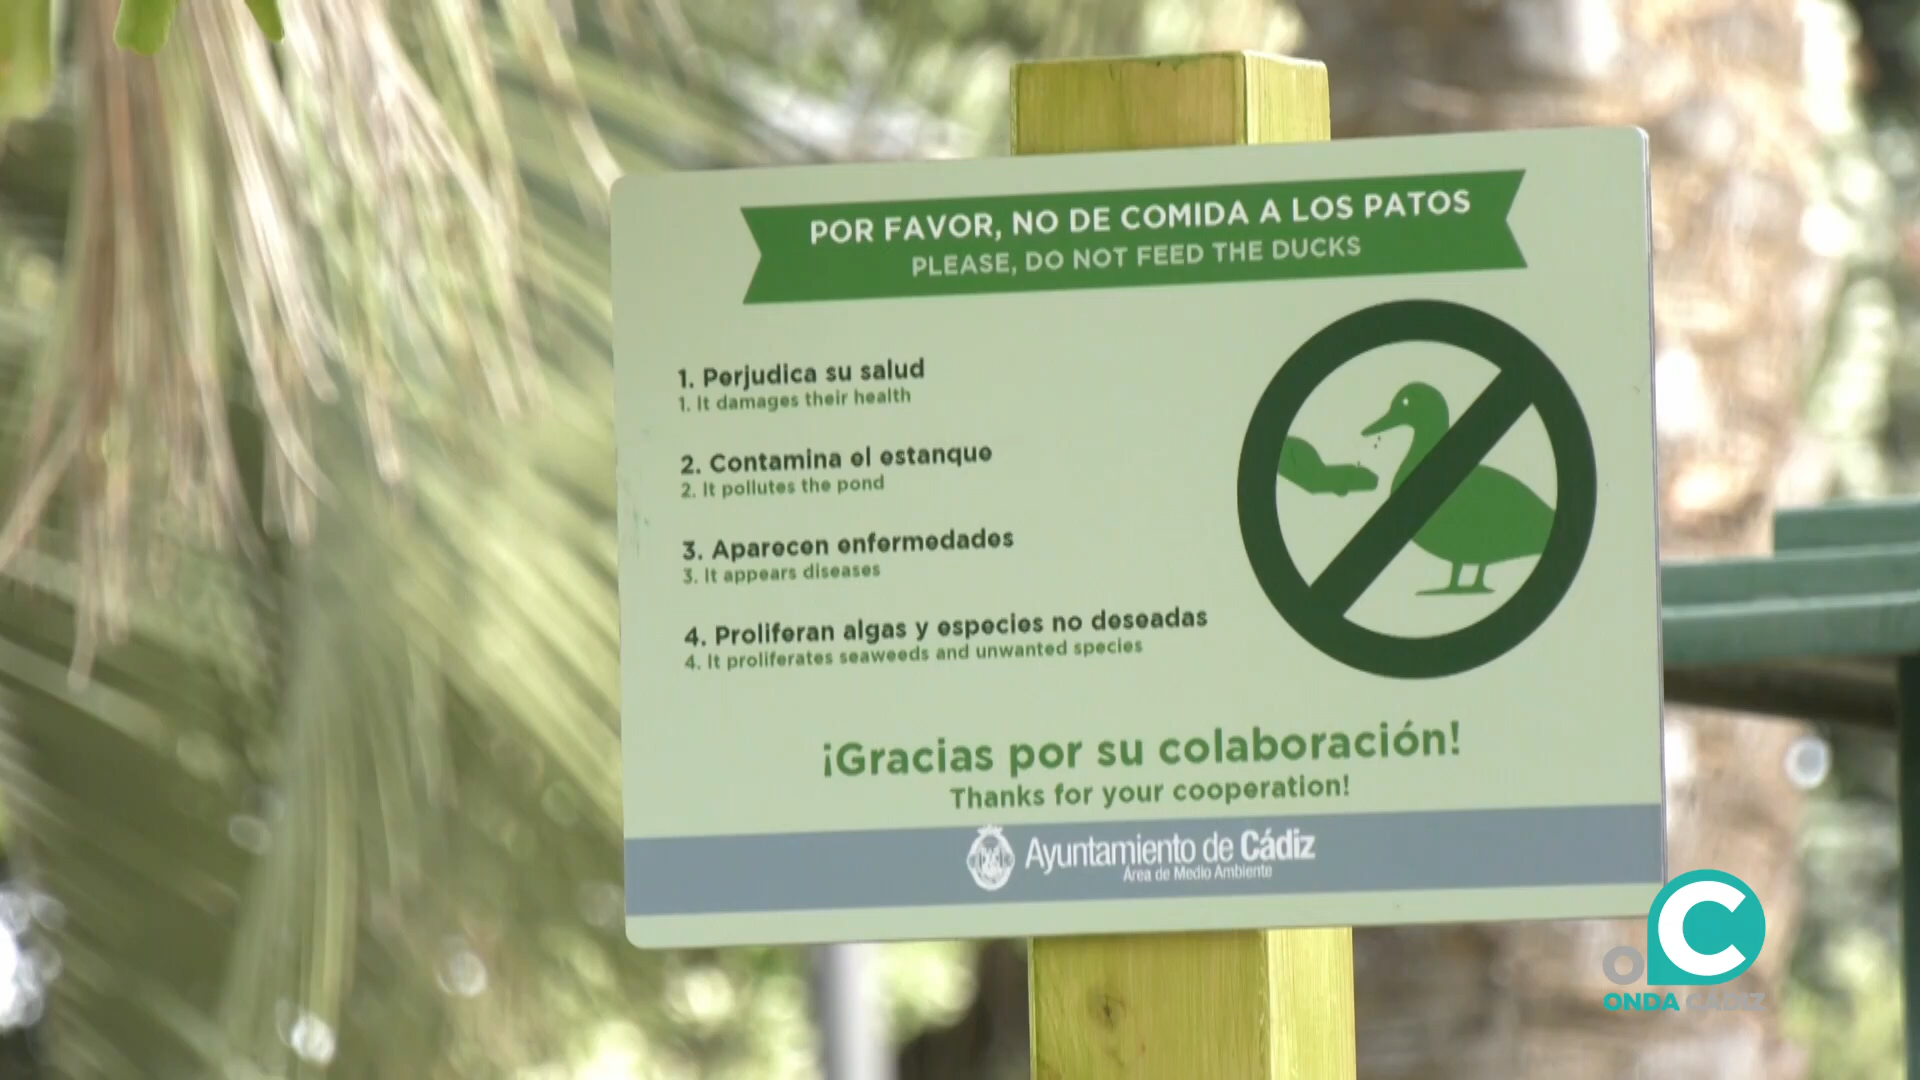 POR FAVOR, NO DE COMIDA A LOS PATOS
PLEASE, DO NOT FEED THE DUCKS
1. Perjudica su salud
1. It damages their health
2. Contamina el estanque
2. It pollutes the pond
3. Aparecen enfermedades
3. It appears diseases
4. Proliferan algas y especies no deseadas
4. It proliferates seaweeds and unwanted species
¡Gracias por su colaboración!
Thanks for your cooperation!
Ayuntamiento de Cádiz
Área de Medio Ambiente
OC
ONDA CÁDIZ